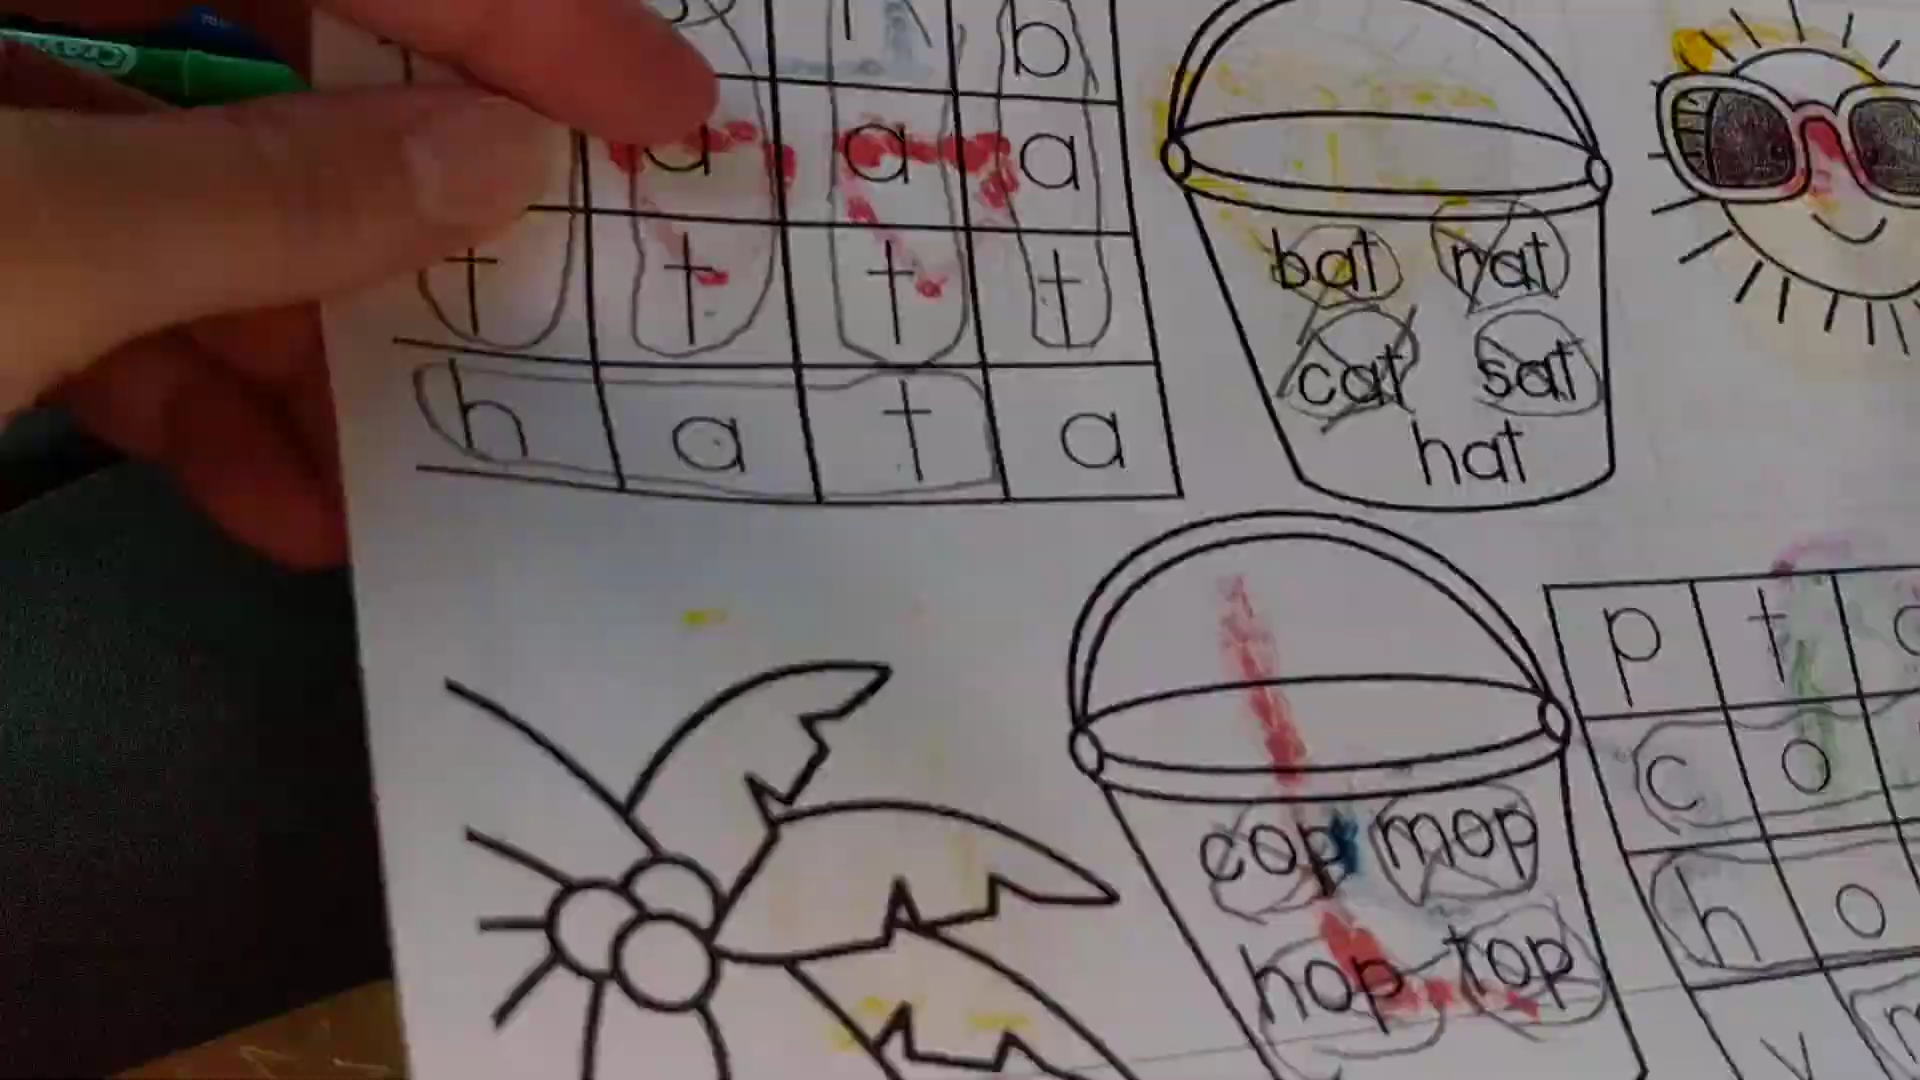 b
a a a
t t t t
h a t a
bat rat
cat sat
hat
p t
c o
h o
v
cop mop
hop top